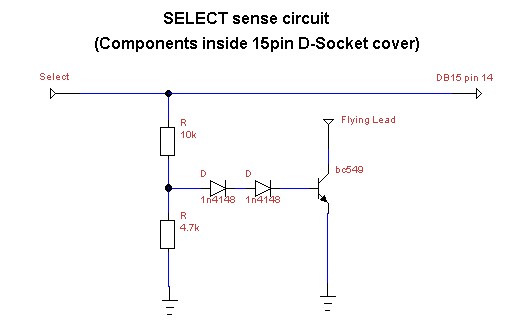 SELECT sense circuit
(Components inside 15pin D-Socket cover)
Select
DB15 pin 14
R
10k
Flying Lead
D
D
bc549
1n4148
1n4148
R
4.7k